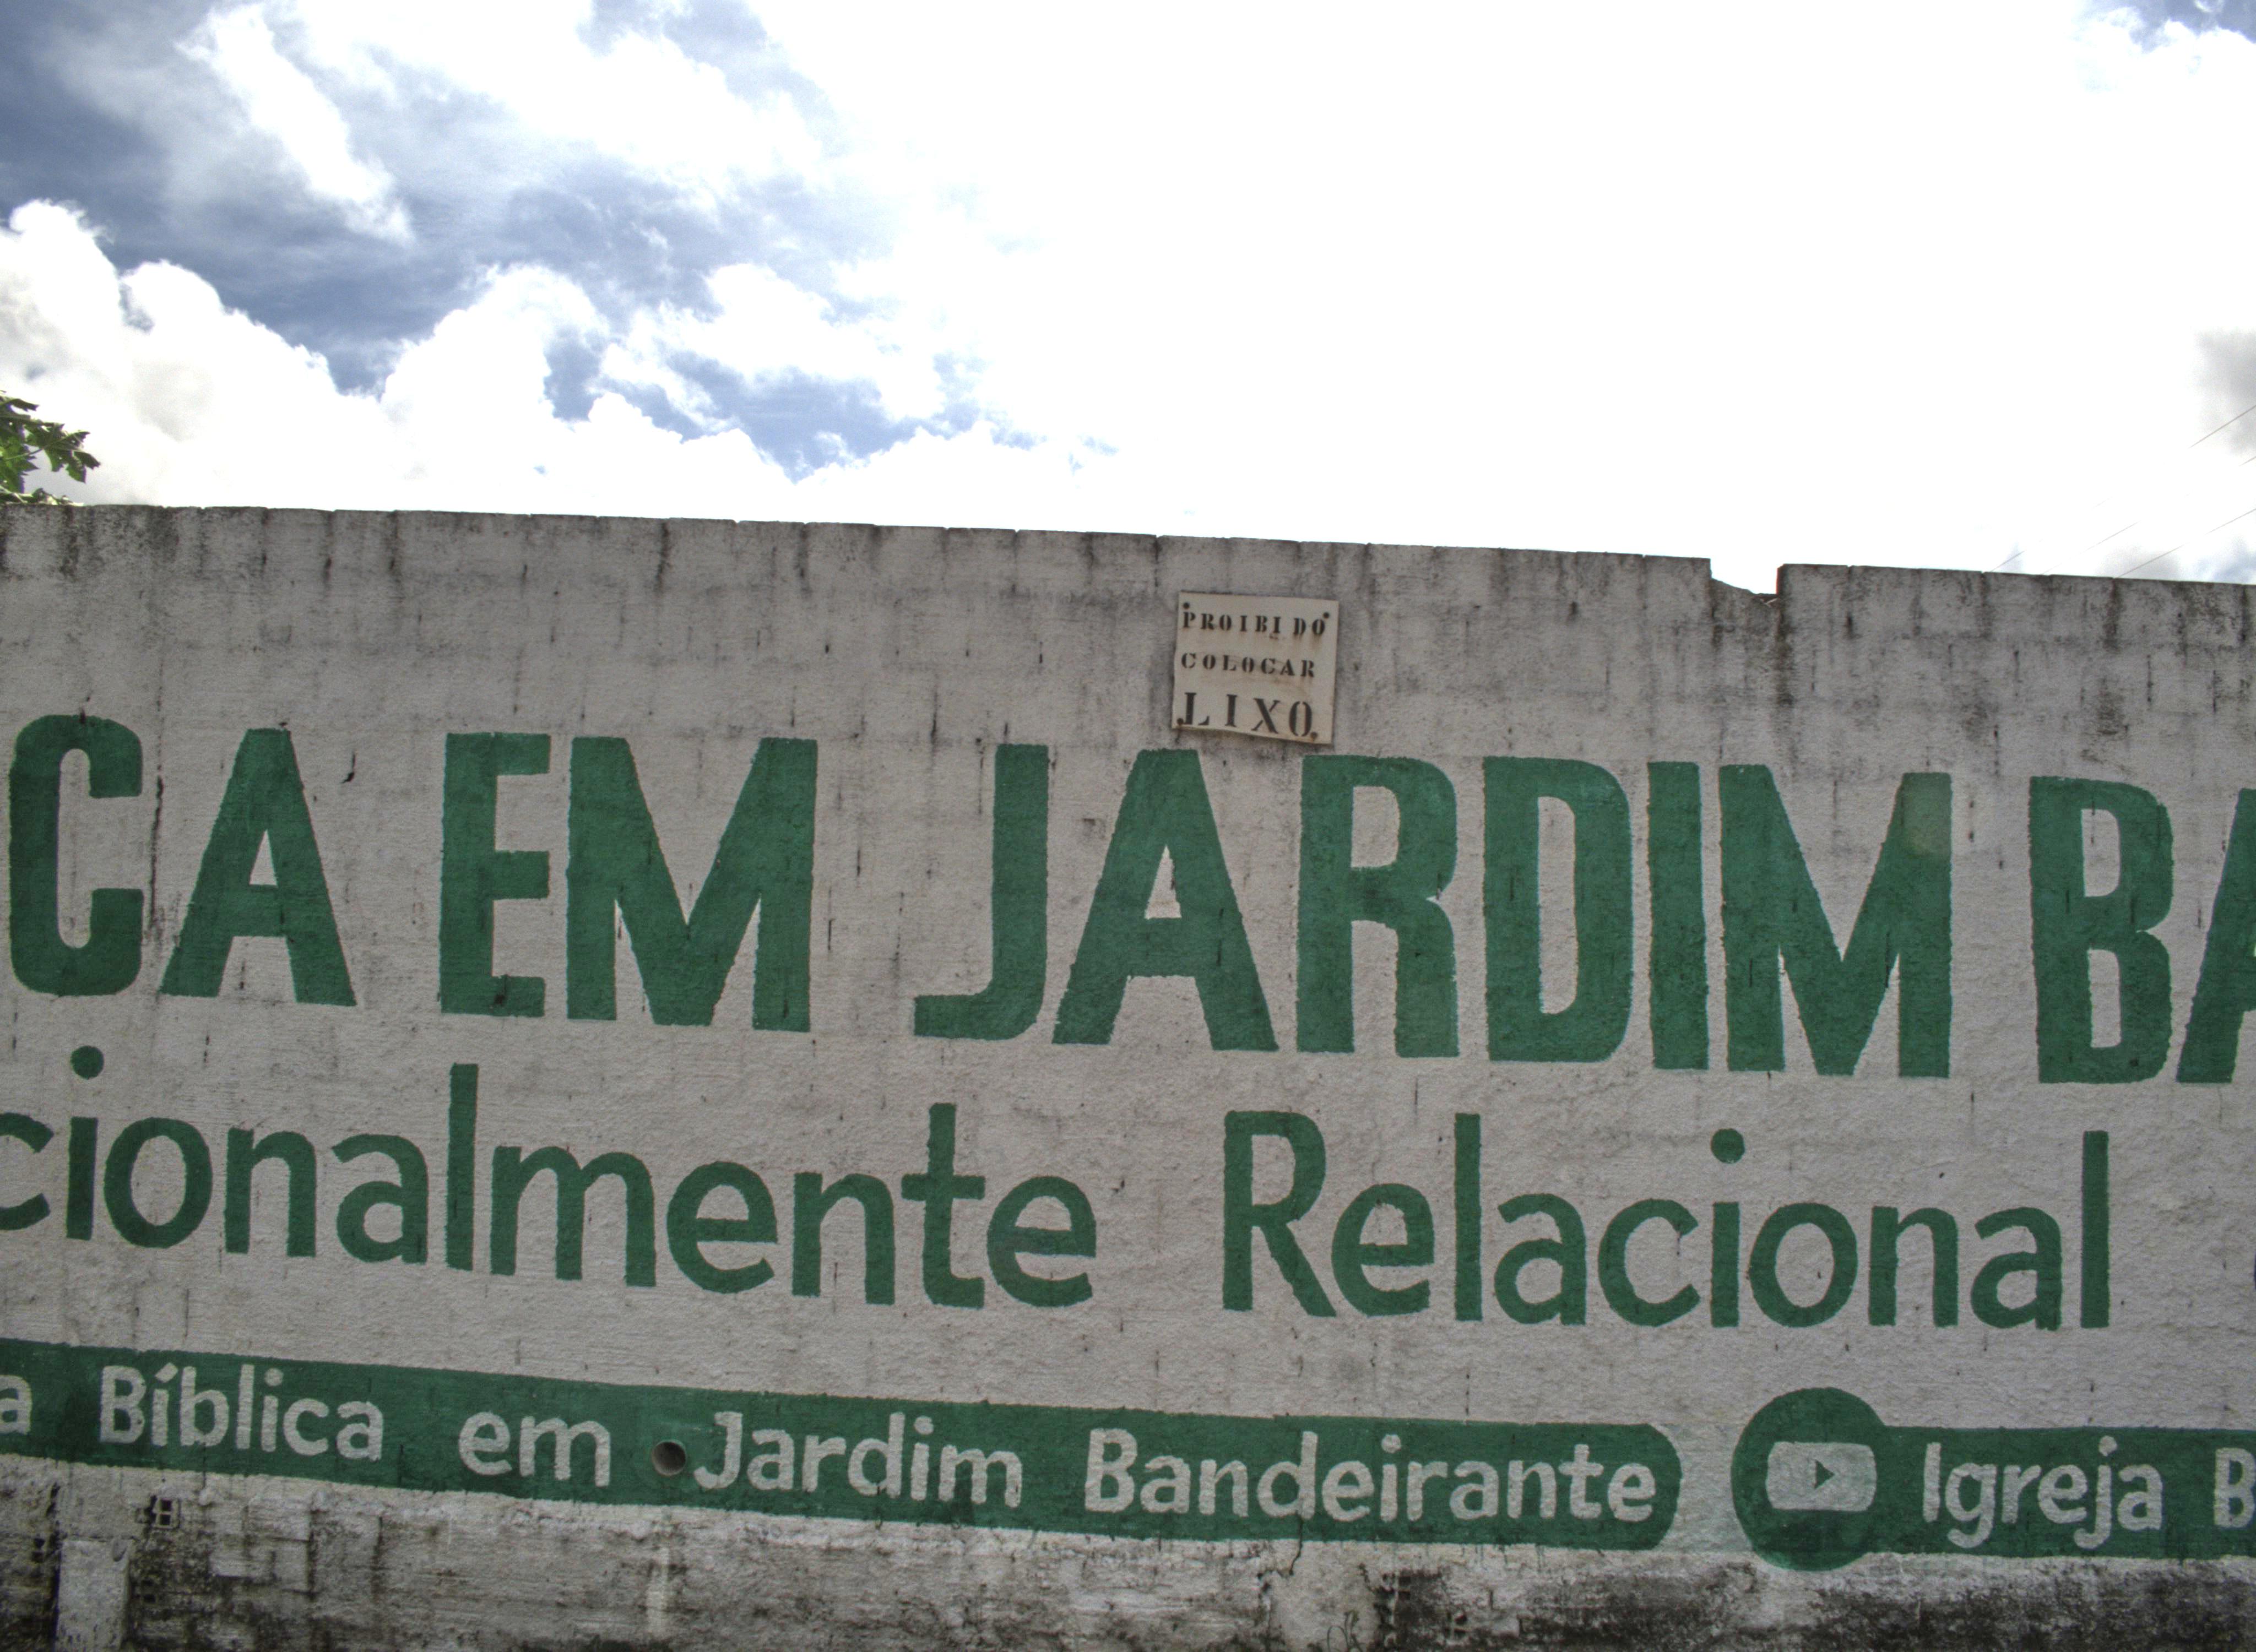 PROIBIDO
COLOCAR
LIXO
CA EM JARDIM BA
cionalmente Relacional
a Bíblica em Jardim Bandeirante
Igreja B